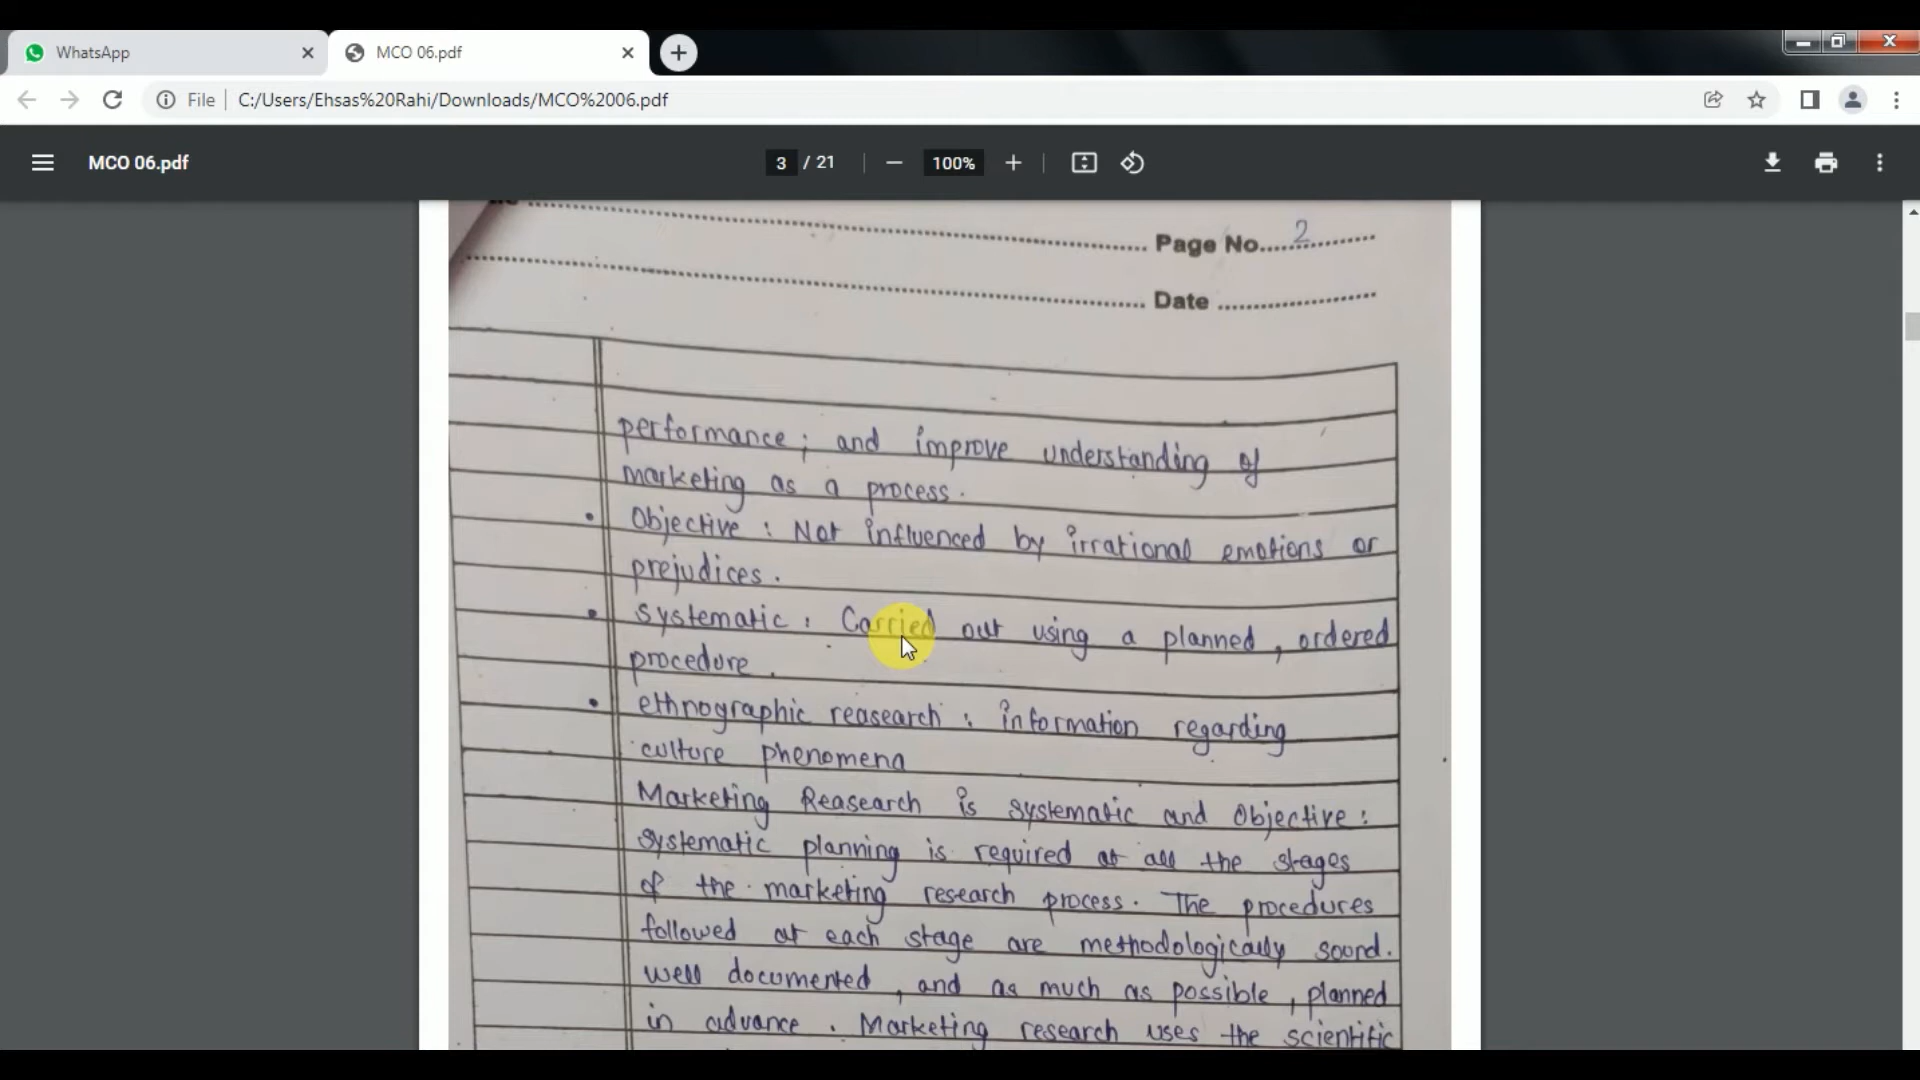 WhatsApp
MCO 06.pdf
File C:/Users/Ehsas%20Rahi/Downloads/MCO%2006.pdf
MCO 06.pdf 3 / 21 100%
Page No. 2
Date
performance; and improve understanding of
marketing as a process.
• Objective : Not influenced by irrational emotions or
prejudices.
• Systematic : Carried out using a planned, ordered
procedure.
• ethnographic reasearch : information regarding
culture phenomena
Marketing Reasearch is systematic and Objective :
systematic planning is required at all the stages
of the marketing research process. The procedures
followed at each stage are methodologically sound.
well documented, and as much as possible, planned
in advance. Marketing research uses the scientific